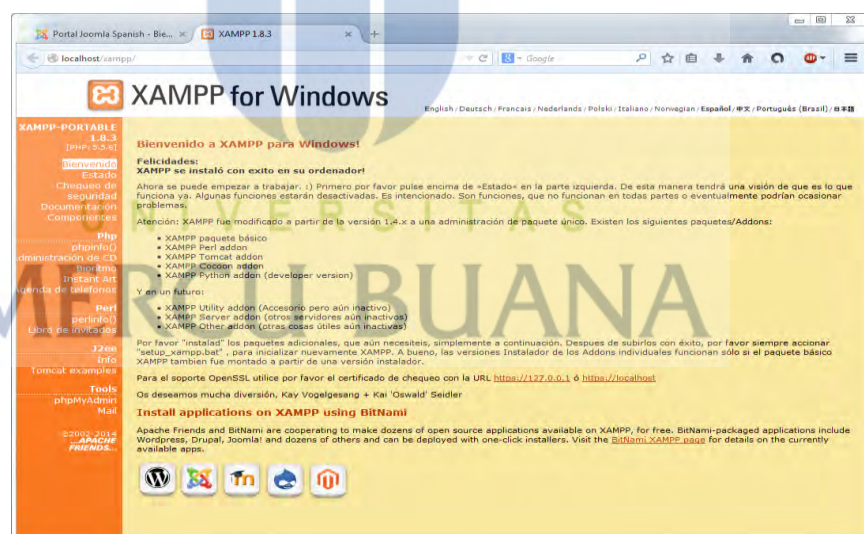 Portal Joomla Spanish - Bie...
XAMPP 1.8.3
localhost/xampp/
Google
XAMPP for Windows
English / Deutsch / Francais / Nederlands / Polski / Italiano / Norwegian / Español / 中文 / Português (Brasil) / 日本語
XAMPP-PORTABLE
1.8.3
[PHP: 5.5.6]
Bienvenido
Estado
Chequeo de
seguridad
Documentación
Componentes
Php
phpinfo()
Administración de CD
Bioritmo
Instant Art
Agenda de teléfonos
Perl
perlinfo()
Libro de invitados
J2ee
Info
Tomcat examples
Tools
phpMyAdmin
Mail
©2002-2014
...APACHE
FRIENDS...
Bienvenido a XAMPP para Windows!
Felicidades:
XAMPP se instaló con exito en su ordenador!
Ahora se puede empezar a trabajar. :) Primero por favor pulse encima de »Estado« en la parte izquierda. De esta manera tendrá una visión de que es lo que
funciona ya. Algunas funciones estarán desactivadas. Es intencionado. Son funciones, que no funcionan en todas partes o eventualmente podrían ocasionar
problemas.
Atención: XAMPP fue modificado a partir de la versión 1.4.x a una administración de paquete único. Existen los siguientes paquetes/Addons:
• XAMPP paquete básico
• XAMPP Perl addon
• XAMPP Tomcat addon
• XAMPP Cocoon addon
• XAMPP Python addon (developer version)
Y en un futuro:
• XAMPP Utility addon (Accesorio pero aún inactivo)
• XAMPP Server addon (otros servidores aún inactivos)
• XAMPP Other addon (otras cosas útiles aún inactivas)
Por favor "instalad" los paquetes adicionales, que aún necesiteis, simplemente a continuación. Despues de subirlos con éxito, por favor siempre accionar
"setup_xampp.bat" , para inicializar nuevamente XAMPP. A bueno, las versiones Instalador de los Addons individuales funcionan sólo si el paquete básico
XAMPP tambien fue montado a partir de una versión instalador.
Para el soporte OpenSSL utilice por favor el certificado de chequeo con la URL https://127.0.0.1 ó https://localhost
Os deseamos mucha diversión, Kay Vogelgesang + Kai 'Oswald' Seidler
Install applications on XAMPP using BitNami
Apache Friends and BitNami are cooperating to make dozens of open source applications available on XAMPP, for free. BitNami-packaged applications include
Wordpress, Drupal, Joomla! and dozens of others and can be deployed with one-click installers. Visit the BitNami XAMPP page for details on the currently
available apps.
UNIVERSITAS
MERCU BUANA